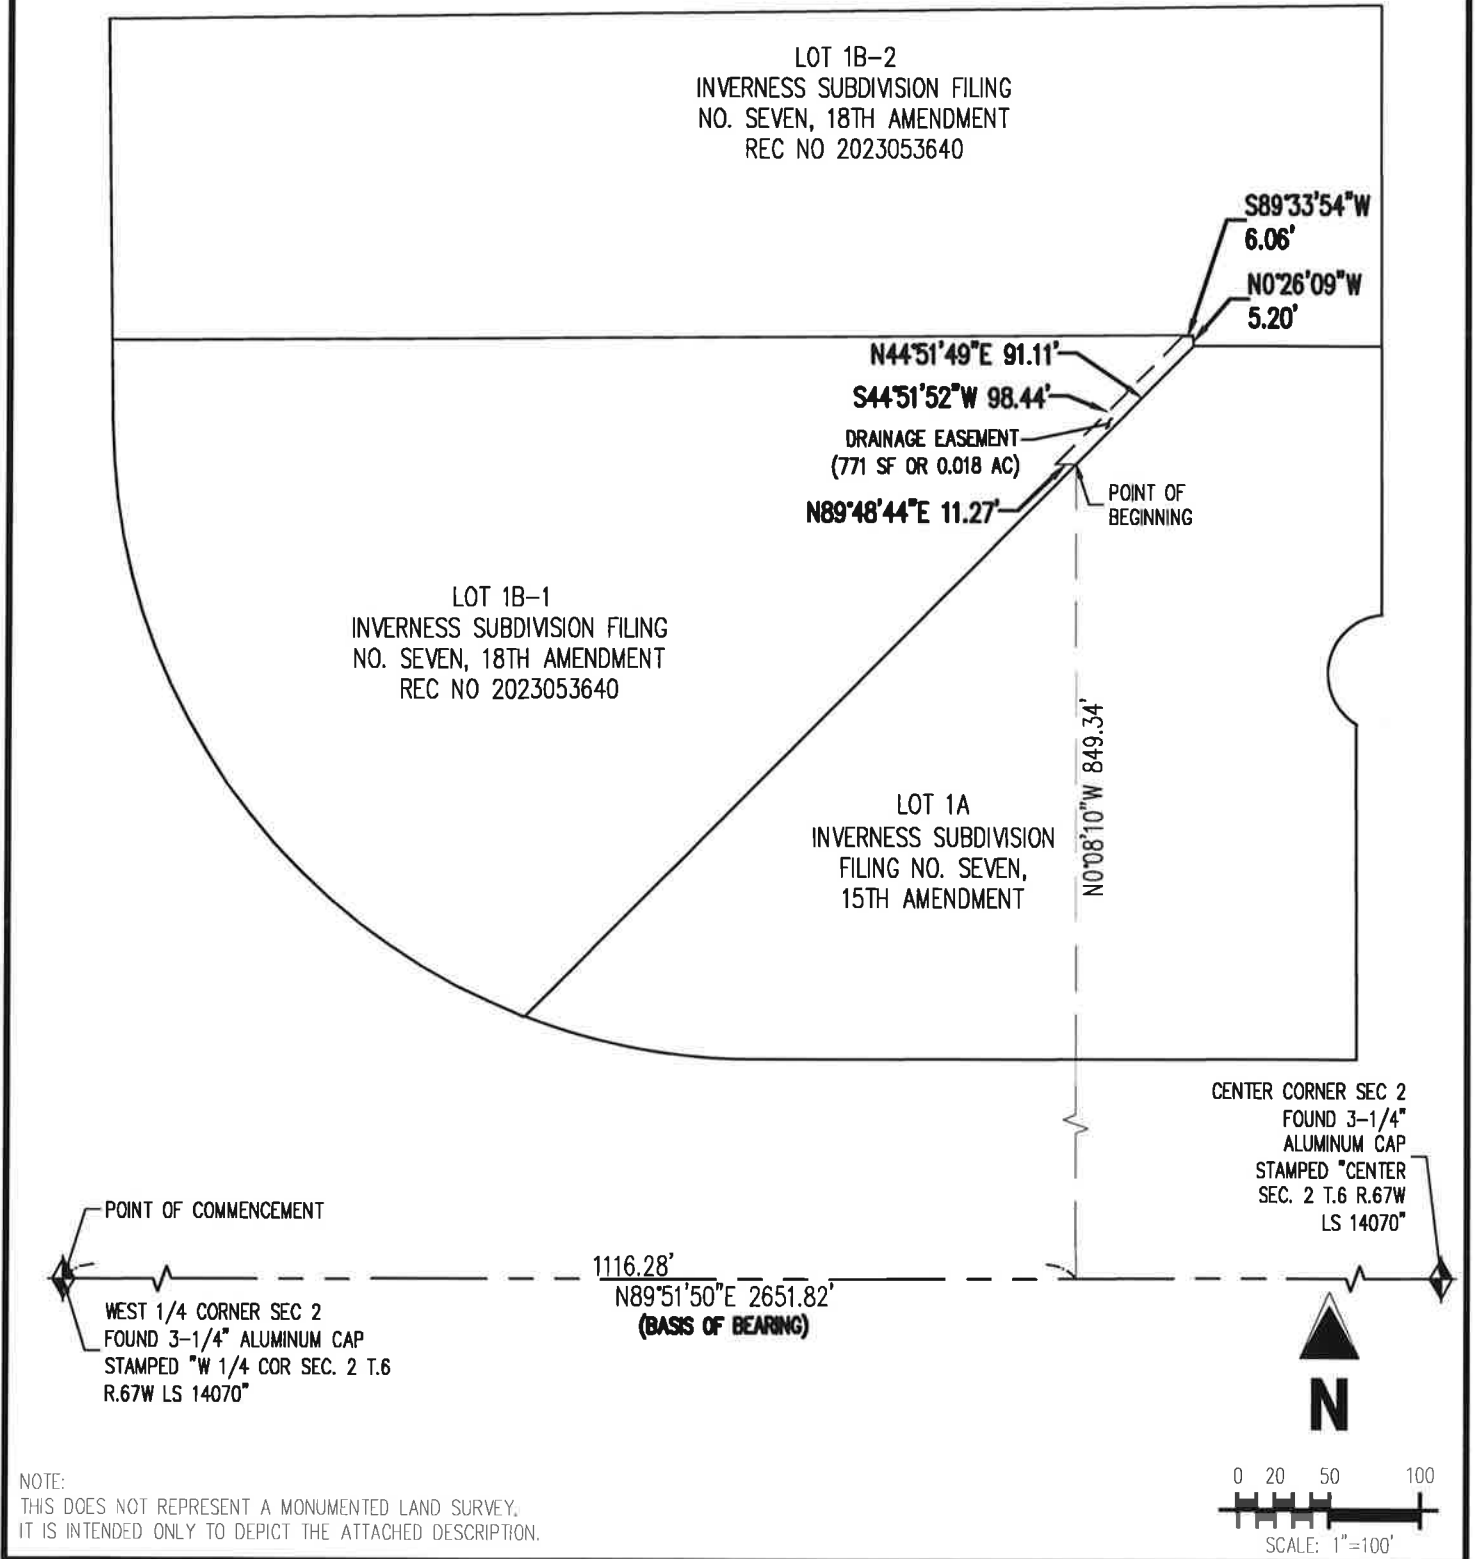 LOT 1B-2
INVERNESS SUBDIVISION FILING
NO. SEVEN, 18TH AMENDMENT
REC NO 2023053640
S89°33'54"W
6.06'
N0°26'09"W
5.20'
N44°51'49"E 91.11'
S44°51'52"W 98.44'
DRAINAGE EASEMENT
(771 SF OR 0.018 AC)
N89°48'44"E 11.27'
POINT OF
BEGINNING
LOT 1B-1
INVERNESS SUBDIVISION FILING
NO. SEVEN, 18TH AMENDMENT
REC NO 2023053640
N0°08'10"W 849.34'
LOT 1A
INVERNESS SUBDIVISION
FILING NO. SEVEN,
15TH AMENDMENT
CENTER CORNER SEC 2
FOUND 3-1/4"
ALUMINUM CAP
STAMPED "CENTER
SEC. 2 T.6 R.67W
LS 14070"
POINT OF COMMENCEMENT
1116.28'
N89°51'50"E 2651.82'
(BASIS OF BEARING)
WEST 1/4 CORNER SEC 2
FOUND 3-1/4" ALUMINUM CAP
STAMPED "W 1/4 COR SEC. 2 T.6
R.67W LS 14070"
N
NOTE:
THIS DOES NOT REPRESENT A MONUMENTED LAND SURVEY.
IT IS INTENDED ONLY TO DEPICT THE ATTACHED DESCRIPTION.
0 20 50 100
SCALE: 1"=100'